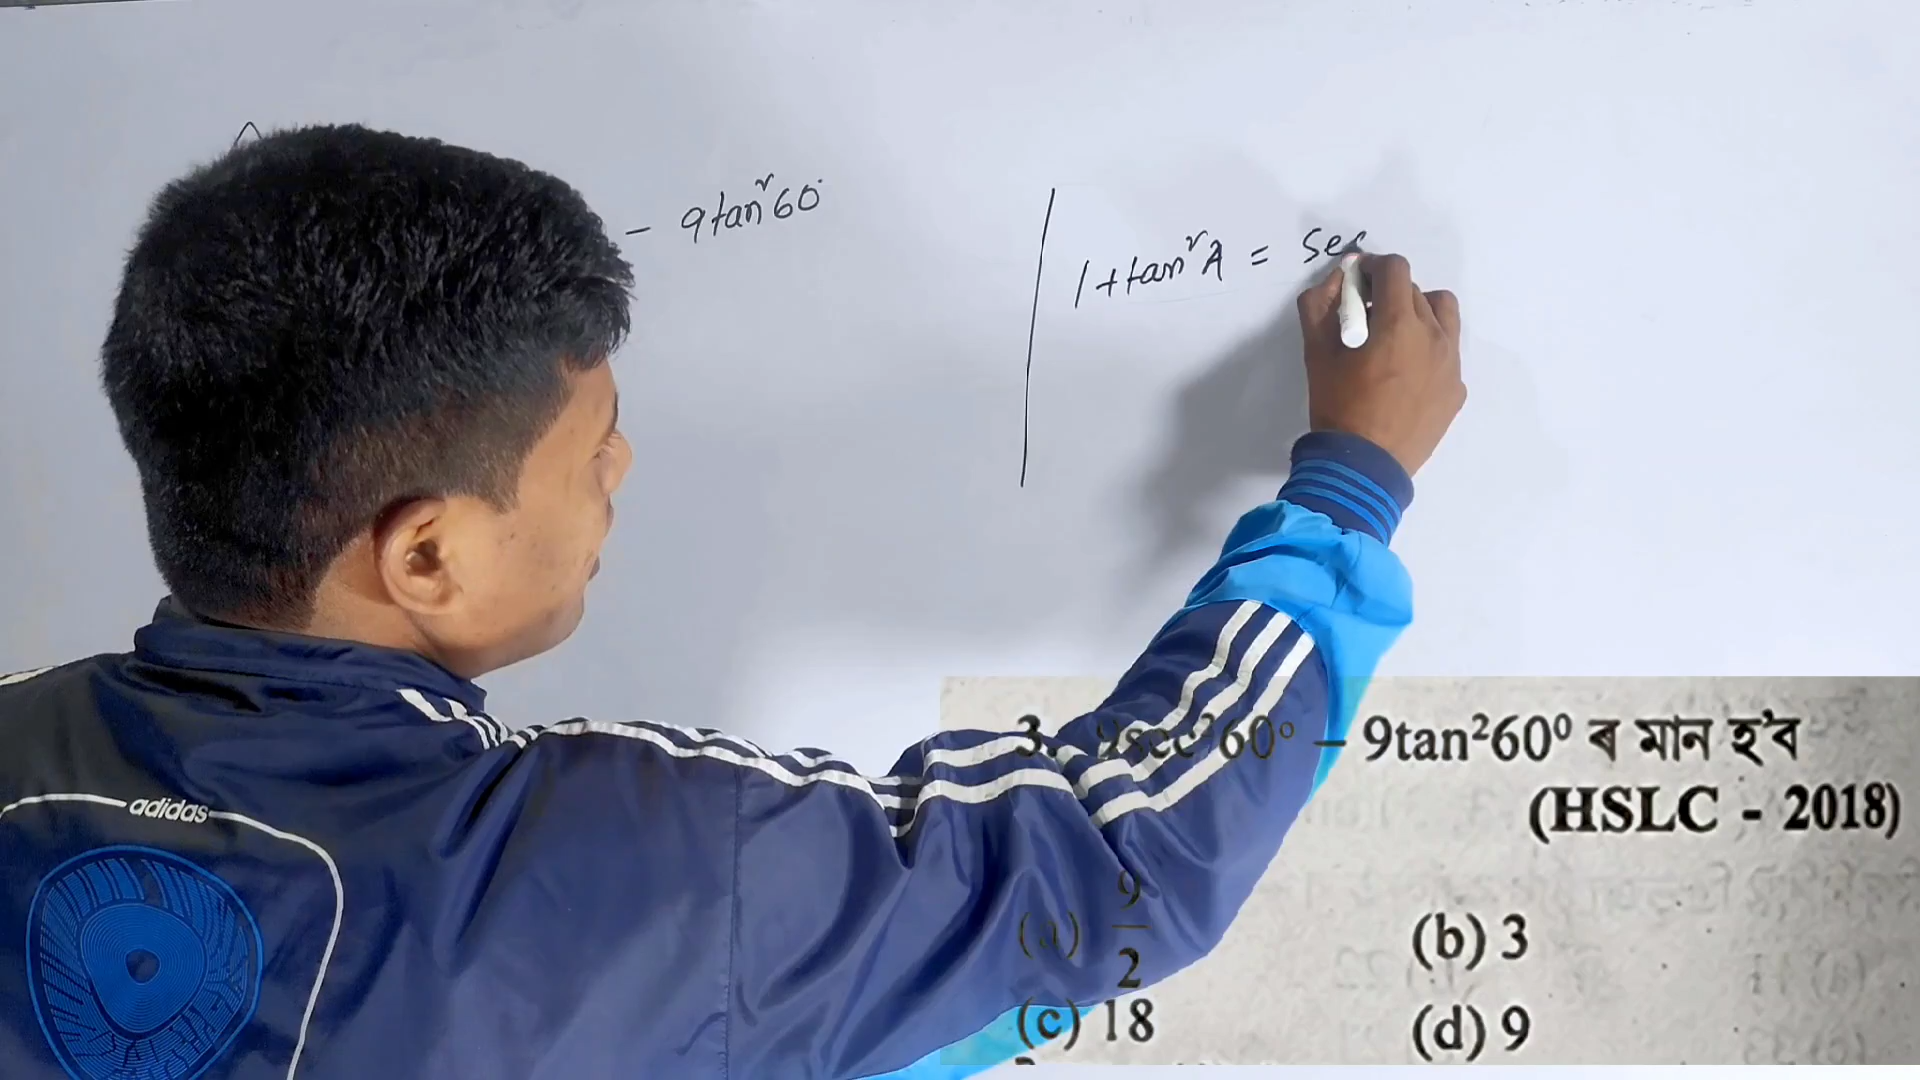 - 9tan²60°
1+tan²A = sec
adidas
3. 9sec²60° – 9tan²60⁰ ৰ মান হ'ব
(HSLC - 2018)
(a) 9/2
(b) 3
(c) 18
(d) 9